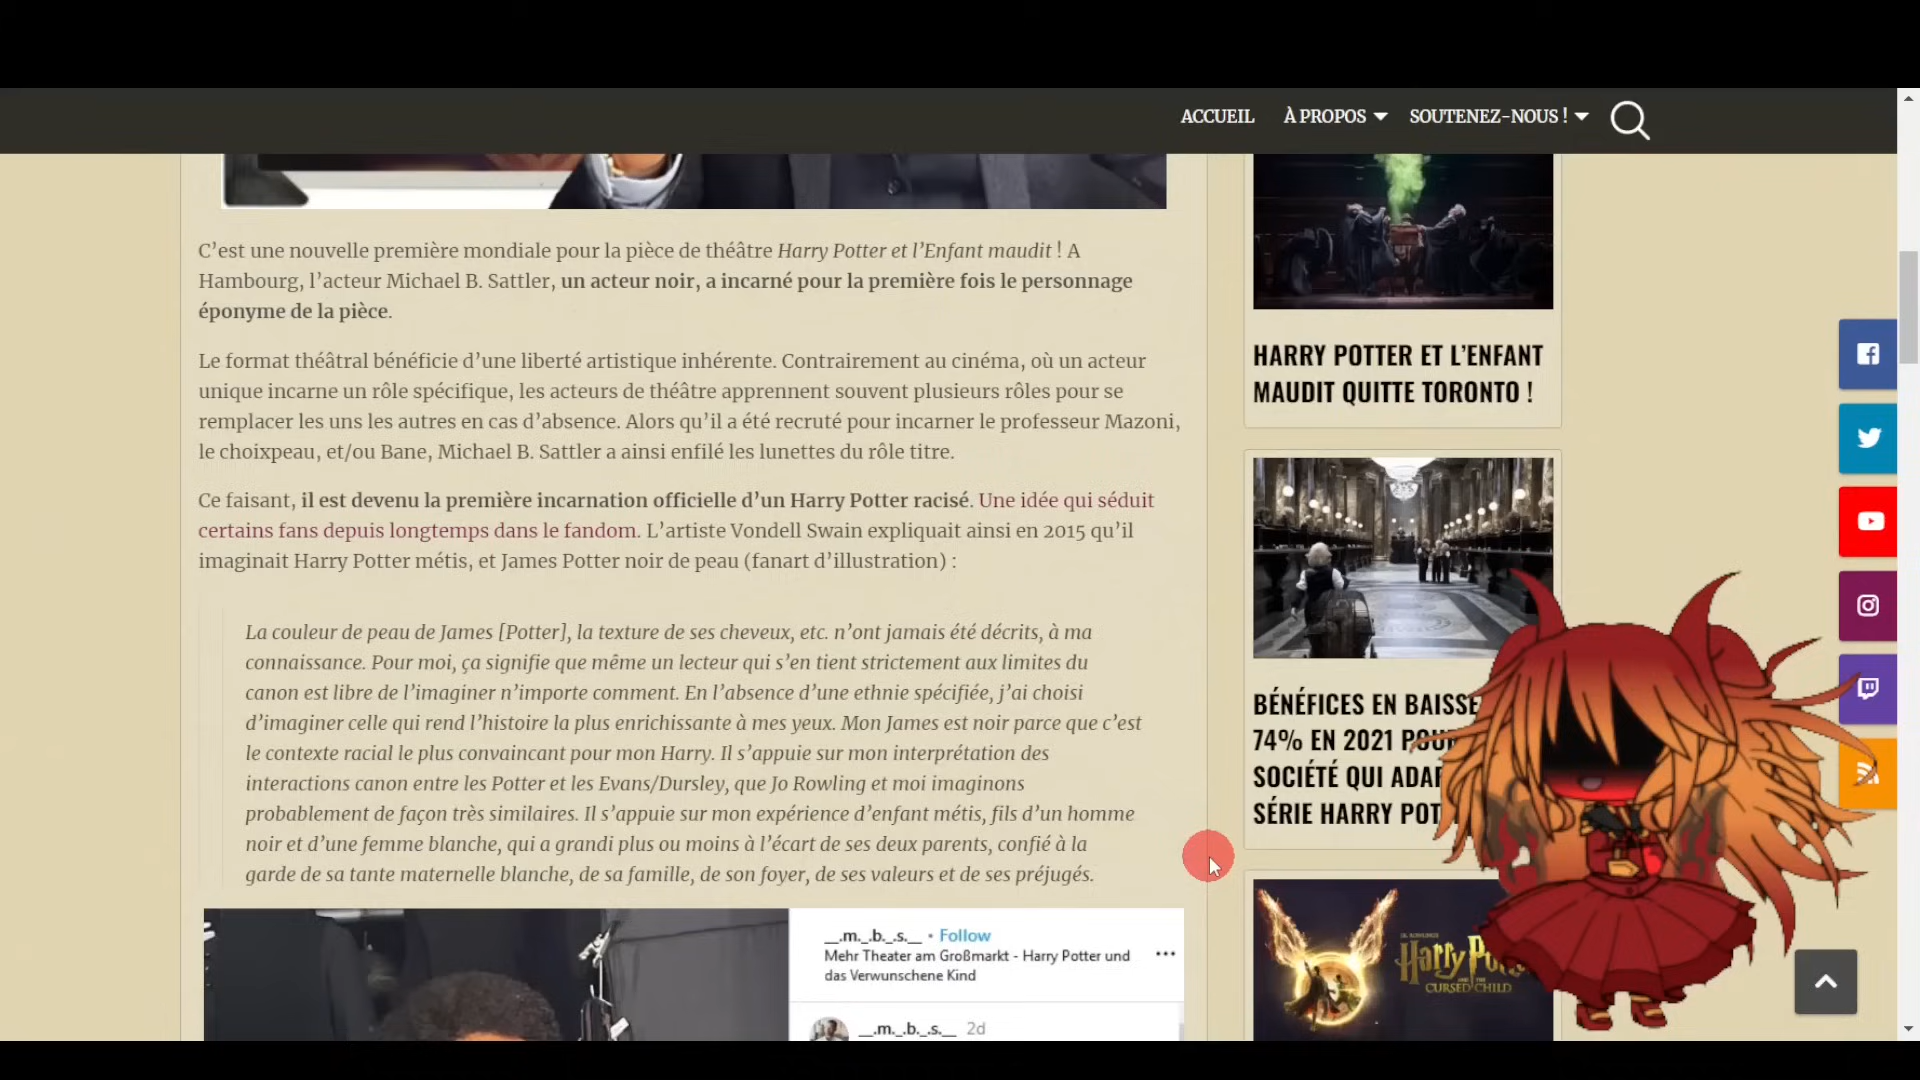 ACCUEIL À PROPOS SOUTENEZ-NOUS !
C’est une nouvelle première mondiale pour la pièce de théâtre Harry Potter et l’Enfant maudit ! A
Hambourg, l’acteur Michael B. Sattler, un acteur noir, a incarné pour la première fois le personnage
éponyme de la pièce.
Le format théâtral bénéficie d’une liberté artistique inhérente. Contrairement au cinéma, où un acteur
unique incarne un rôle spécifique, les acteurs de théâtre apprennent souvent plusieurs rôles pour se
remplacer les uns les autres en cas d’absence. Alors qu’il a été recruté pour incarner le professeur Mazoni,
le choixpeau, et/ou Bane, Michael B. Sattler a ainsi enfilé les lunettes du rôle titre.
Ce faisant, il est devenu la première incarnation officielle d’un Harry Potter racisé. Une idée qui séduit
certains fans depuis longtemps dans le fandom. L’artiste Vondell Swain expliquait ainsi en 2015 qu’il
imaginait Harry Potter métis, et James Potter noir de peau (fanart d’illustration) :
La couleur de peau de James [Potter], la texture de ses cheveux, etc. n’ont jamais été décrits, à ma
connaissance. Pour moi, ça signifie que même un lecteur qui s’en tient strictement aux limites du
canon est libre de l’imaginer n’importe comment. En l’absence d’une ethnie spécifiée, j’ai choisi
d’imaginer celle qui rend l’histoire la plus enrichissante à mes yeux. Mon James est noir parce que c’est
le contexte racial le plus convaincant pour mon Harry. Il s’appuie sur mon interprétation des
interactions canon entre les Potter et les Evans/Dursley, que Jo Rowling et moi imaginons
probablement de façon très similaires. Il s’appuie sur mon expérience d’enfant métis, fils d’un homme
noir et d’une femme blanche, qui a grandi plus ou moins à l’écart de ses deux parents, confié à la
garde de sa tante maternelle blanche, de sa famille, de son foyer, de ses valeurs et de ses préjugés.
__.m._.b._.s.__ • Follow
Mehr Theater am Großmarkt - Harry Potter und
das Verwunschene Kind
__.m._.b._.s.__ 2d
HARRY POTTER ET L’ENFANT
MAUDIT QUITTE TORONTO !
BÉNÉFICES EN BAISSE
74% EN 2021
SOCIÉTÉ QUI
SÉRIE HARRY
Harry
CURSED CHILD